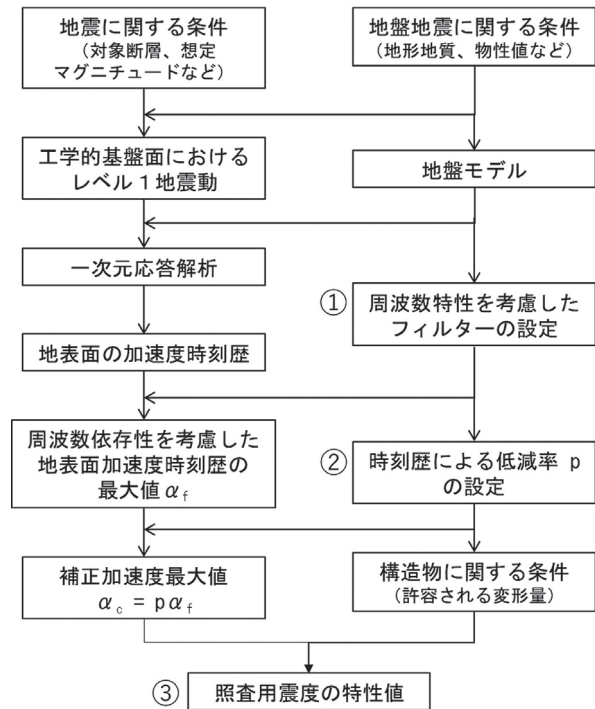 地震に関する条件
（対象断層、想定
マグニチュードなど）
地盤地震に関する条件
（地形地質、物性値など）
工学的基盤面における
レベル１地震動
地盤モデル
一次元応答解析
① 周波数特性を考慮した
フィルターの設定
地表面の加速度時刻歴
周波数依存性を考慮した
地表面加速度時刻歴の
最大値αf
② 時刻歴による低減率 p
の設定
補正加速度最大値
αc = pαf
構造物に関する条件
（許容される変形量）
③ 照査用震度の特性値